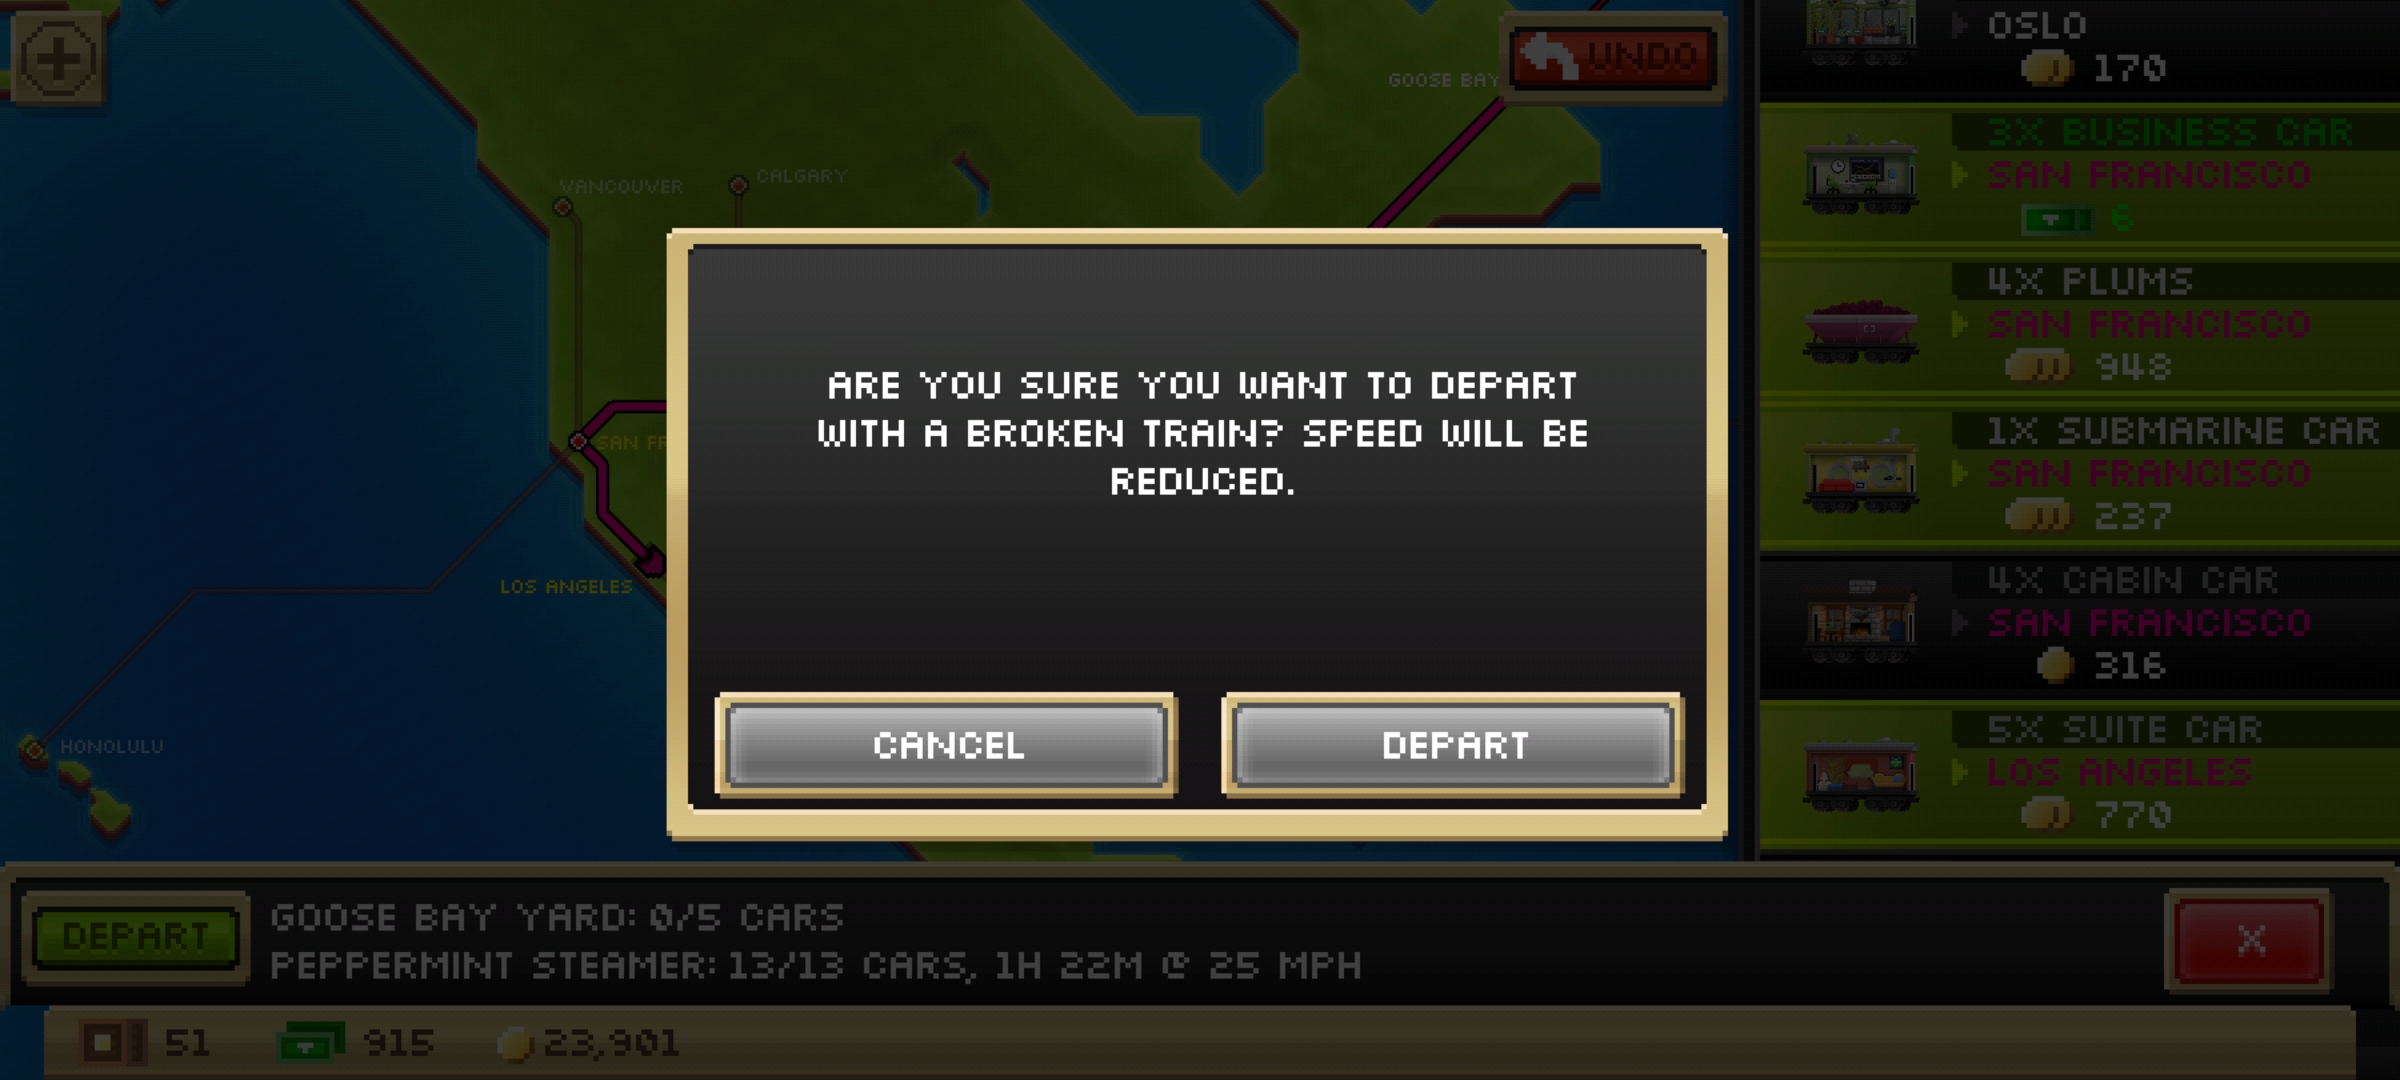 UNDO
GOOSE BAY
VANCOUVER
CALGARY
SAN FR
LOS ANGELES
HONOLULU
ARE YOU SURE YOU WANT TO DEPART
WITH A BROKEN TRAIN? SPEED WILL BE
REDUCED.
CANCEL
DEPART
OSLO
170
3X BUSINESS CAR
SAN FRANCISCO
6
4X PLUMS
SAN FRANCISCO
948
1X SUBMARINE CAR
SAN FRANCISCO
237
4X CABIN CAR
SAN FRANCISCO
316
5X SUITE CAR
LOS ANGELES
770
DEPART
GOOSE BAY YARD: 0/5 CARS
PEPPERMINT STEAMER: 13/13 CARS, 1H 22M @ 25 MPH
X
51
915
23,901